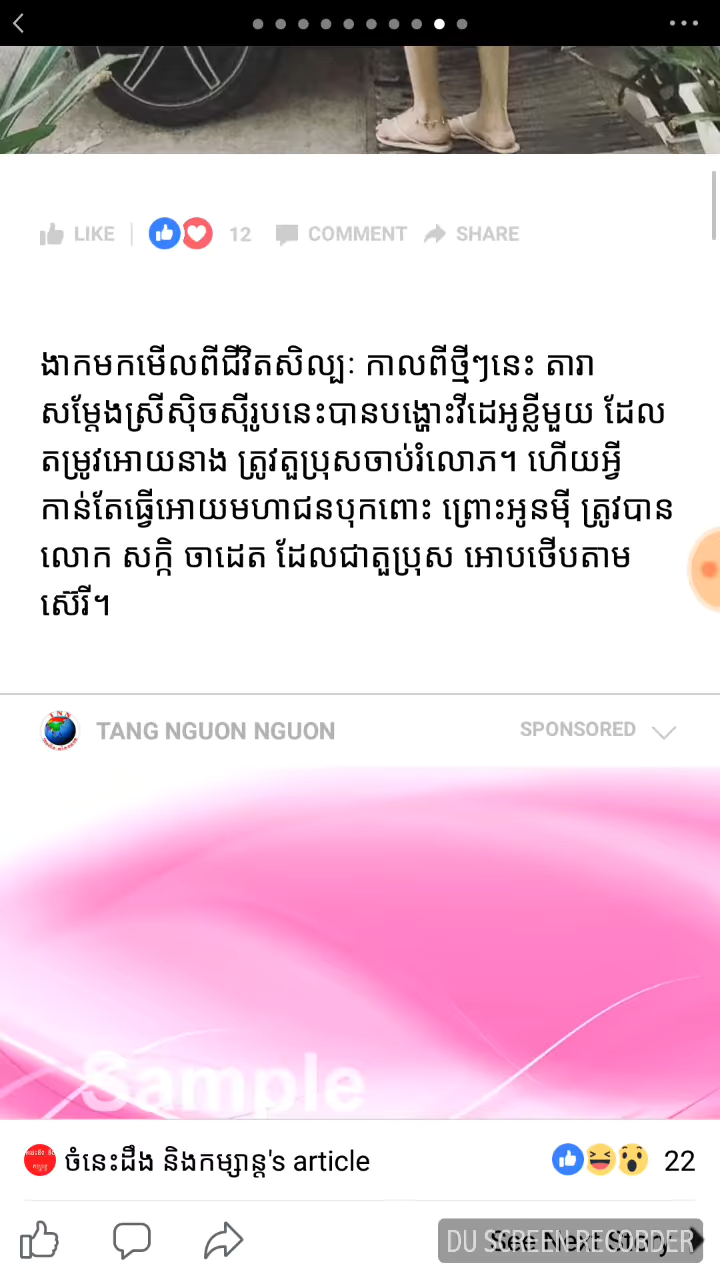 LIKE 12 COMMENT SHARE
ងាកមកមើលពីជីវិតសិល្បៈ កាលពីថ្មីៗនេះ តារា
សម្ដែងស្រីស៊ិចស៊ីរូបនេះបានបង្ហោះវីដេអូខ្លីមួយ ដែល
តម្រូវអោយនាង ត្រូវតួប្រុសចាប់រំលោភ។ ហើយអ្វី
កាន់តែធ្វើអោយមហាជនបុកពោះ ព្រោះអូនម៉ី ត្រូវបាន
លោក សក្កិ ចាដេត ដែលជាតួប្រុស អោបថើបតាម
ស៊េរី។
TANG NGUON NGUON SPONSORED
Sample
ចំនេះដឹង និងកម្សាន្ត's article 22
See Next Story
DU SCREEN RECORDER